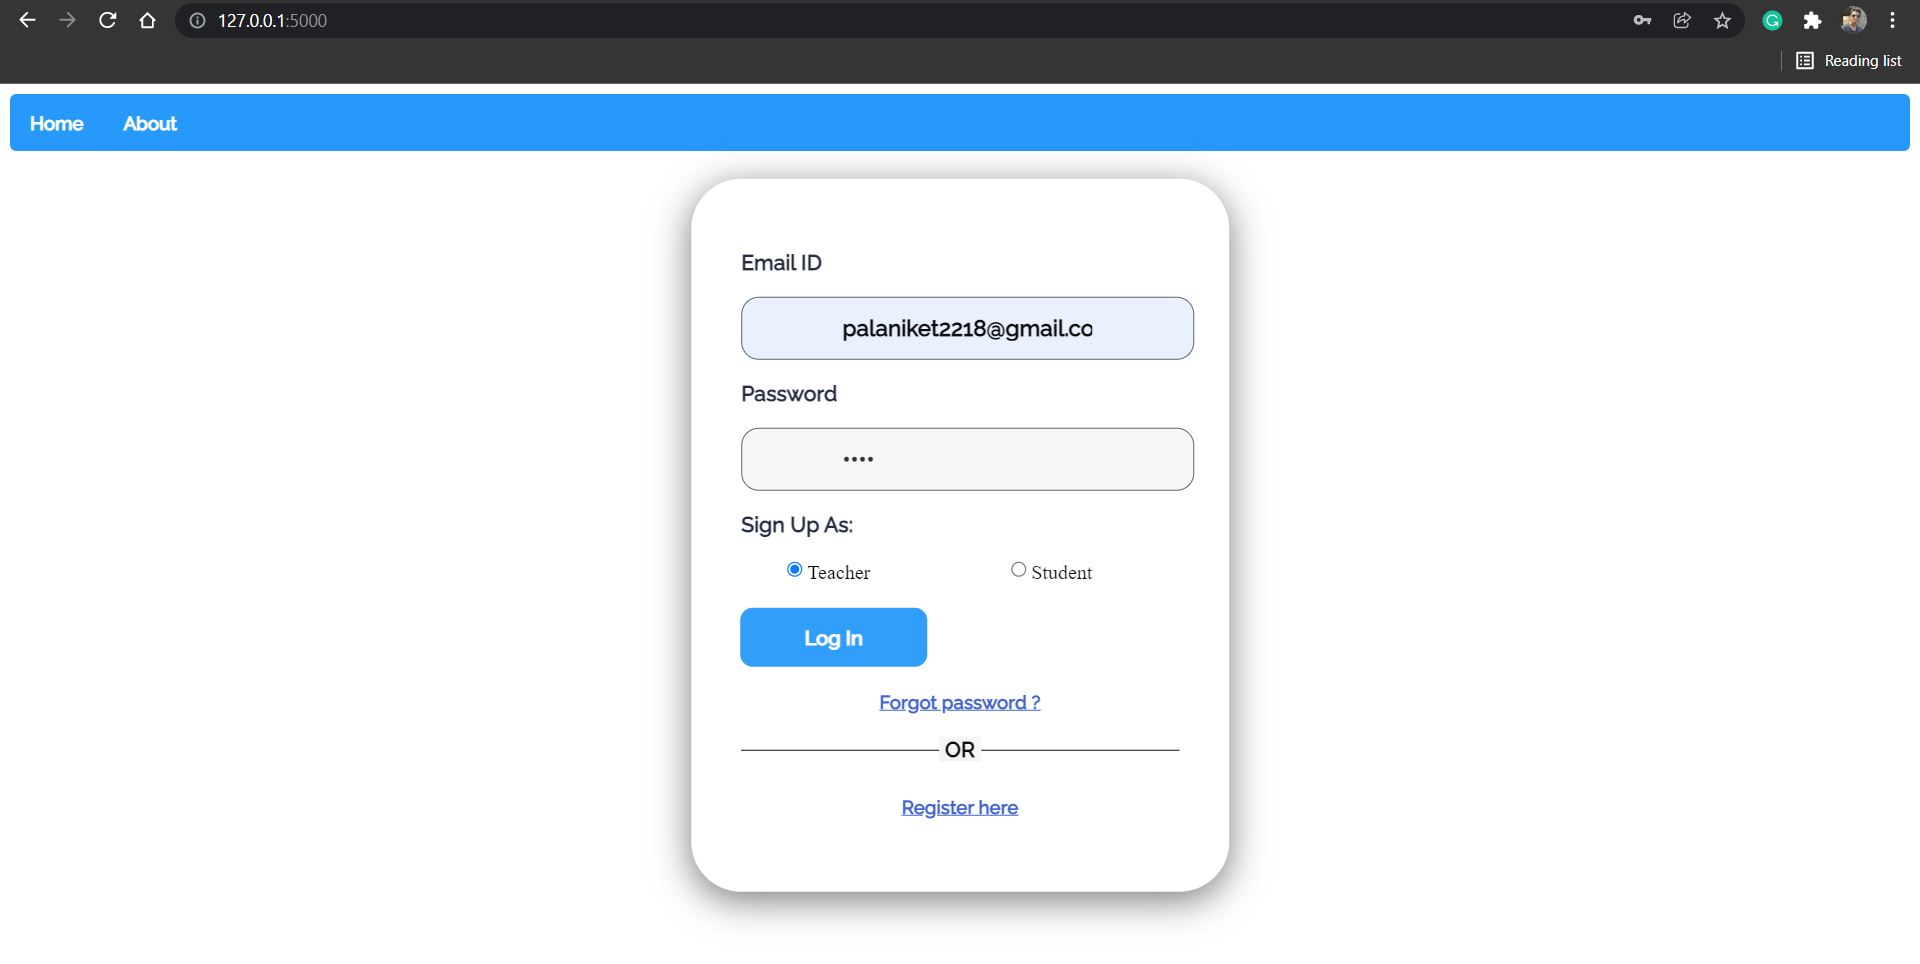 127.0.0.1:5000
Reading list
Home About
Email ID
palaniket2218@gmail.co
Password
••••
Sign Up As:
Teacher Student
Log In
Forgot password ?
OR
Register here